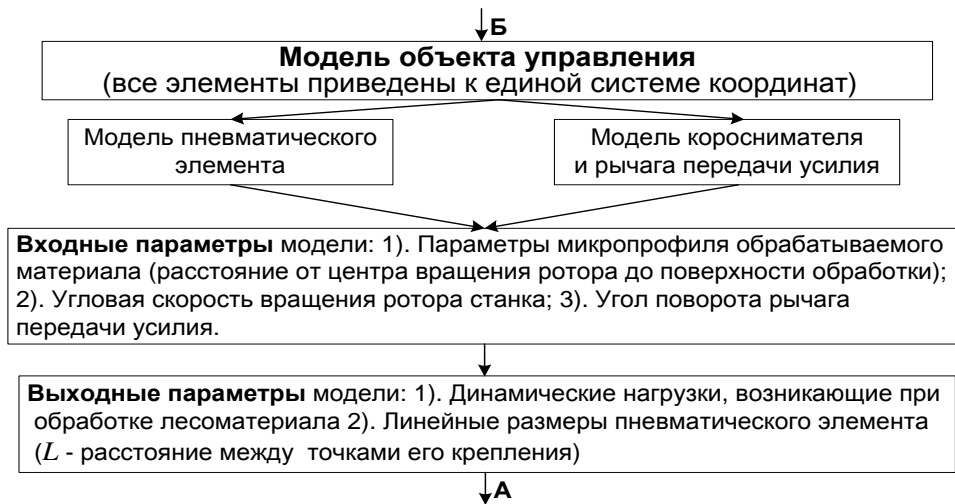 Б
Модель объекта управления
(все элементы приведены к единой системе координат)
Модель пневматического
элемента
Модель короснимателя
и рычага передачи усилия
Входные параметры модели: 1). Параметры микропрофиля обрабатываемого
материала (расстояние от центра вращения ротора до поверхности обработки);
2). Угловая скорость вращения ротора станка; 3). Угол поворота рычага
передачи усилия.
Выходные параметры модели: 1). Динамические нагрузки, возникающие при
обработке лесоматериала 2). Линейные размеры пневматического элемента
(L - расстояние между точками его крепления)
А